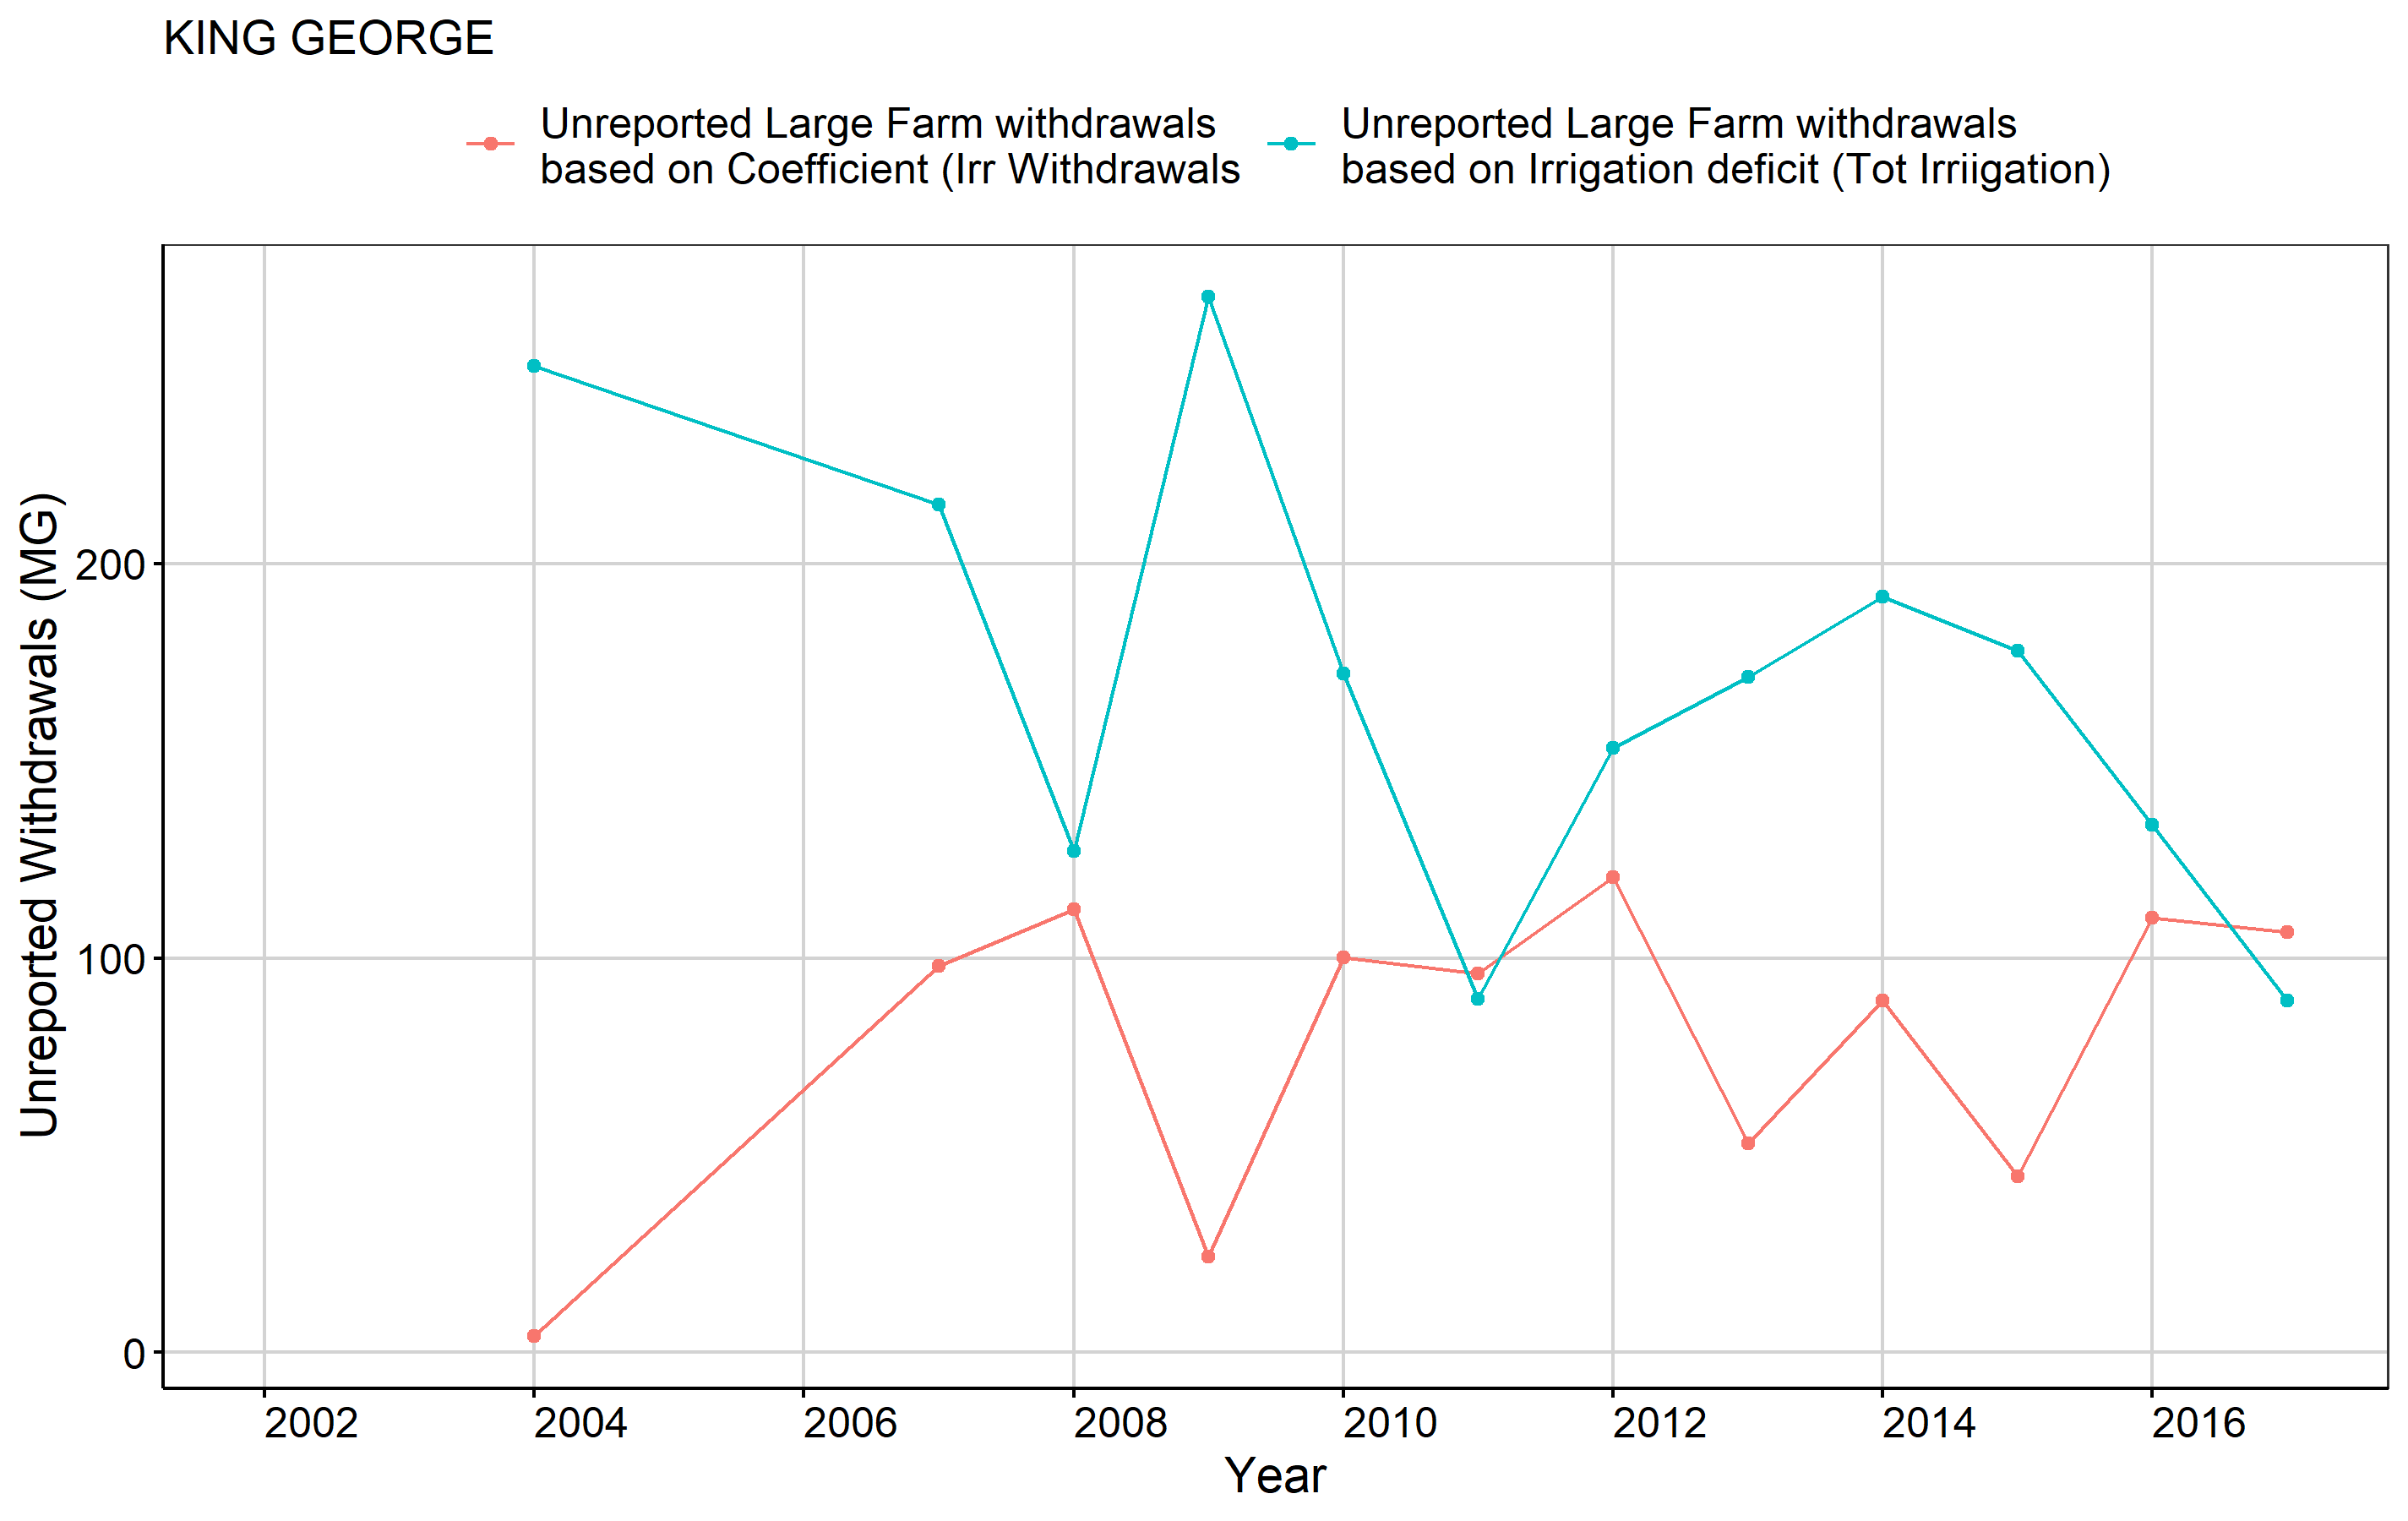 KING GEORGE
Unreported Large Farm withdrawals
based on Coefficient (Irr Withdrawals
Unreported Large Farm withdrawals
based on Irrigation deficit (Tot Irriigation)
Unreported Withdrawals (MG)
200
100
0
2002 2004 2006 2008 2010 2012 2014 2016
Year